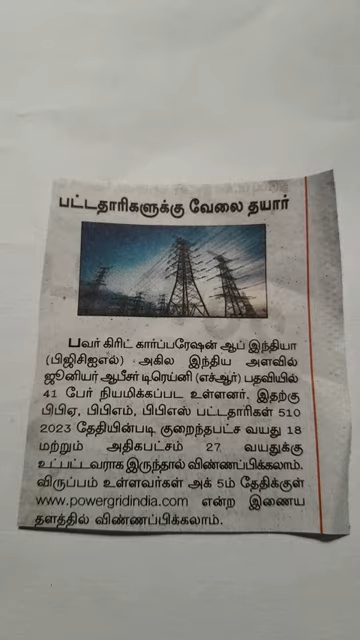 பட்டதாரிகளுக்கு வேலை தயார்
பவர் கிரிட் கார்ப்பரேஷன் ஆப் இந்தியா
(பிஜிசிஐஎல்) அகில இந்திய அளவில்
ஜூனியர் ஆபீசர் டிரெய்னி (எச்ஆர்) பதவியில்
41 பேர் நியமிக்கப்பட உள்ளனர். இதற்கு
பிபிஏ, பிபிஎம், பிபிஎஸ் பட்டதாரிகள் 510
2023 தேதியின்படி குறைந்தபட்ச வயது 18
மற்றும் அதிகபட்சம் 27 வயதுக்கு
உட்பட்டவராக இருந்தால் விண்ணப்பிக்கலாம்.
விருப்பம் உள்ளவர்கள் அக் 5ம் தேதிக்குள்
www.powergridindia.com என்ற இணைய
தளத்தில் விண்ணப்பிக்கலாம்.